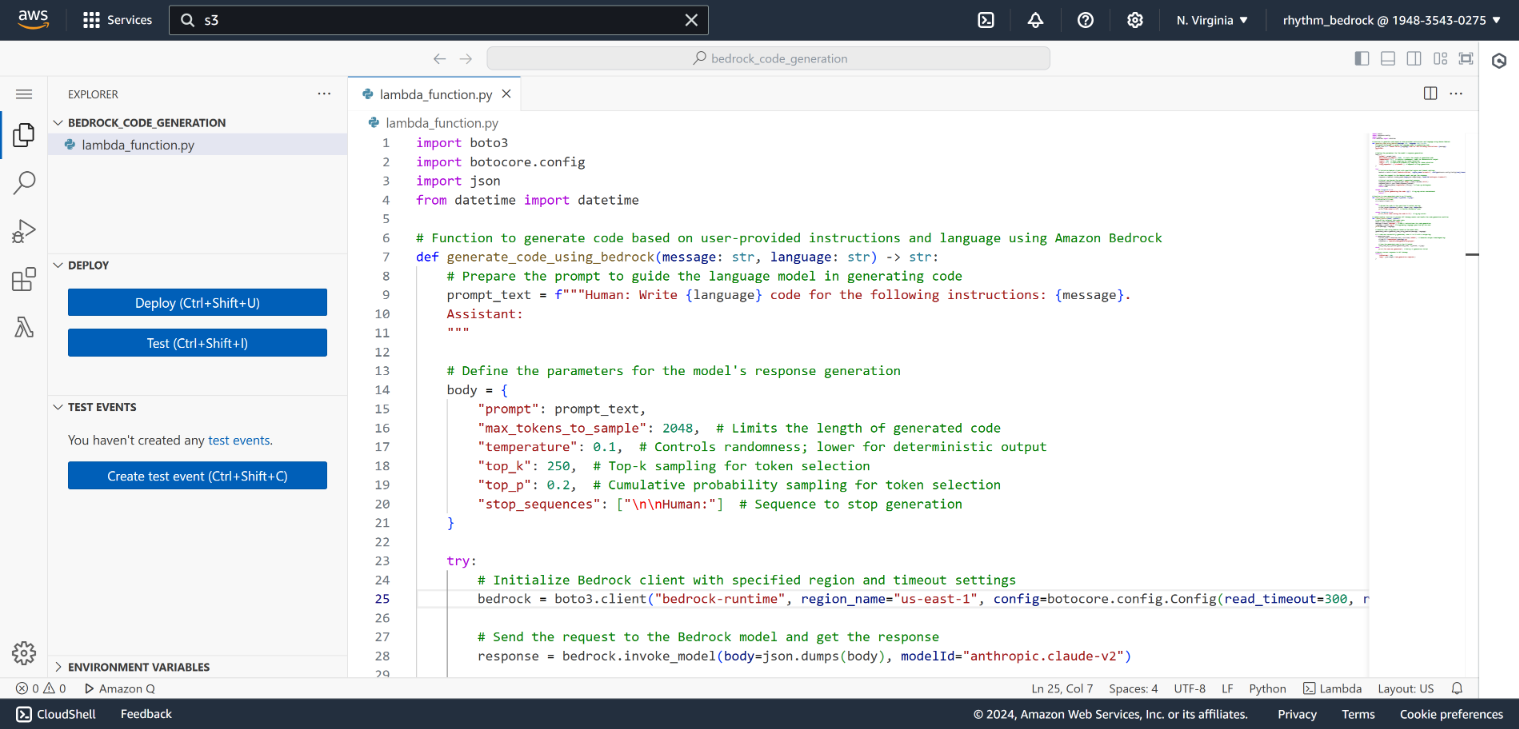 aws Services s3 N. Virginia ▼ rhythm_bedrock @ 1948-3543-0275 ▼
bedrock_code_generation
EXPLORER
BEDROCK_CODE_GENERATION
lambda_function.py
DEPLOY
Deploy (Ctrl+Shift+U)
Test (Ctrl+Shift+I)
TEST EVENTS
You haven't created any test events.
Create test event (Ctrl+Shift+C)
ENVIRONMENT VARIABLES
lambda_function.py
lambda_function.py
1 import boto3
2 import botocore.config
3 import json
4 from datetime import datetime
5
6 # Function to generate code based on user-provided instructions and language using Amazon Bedrock
7 def generate_code_using_bedrock(message: str, language: str) -> str:
8     # Prepare the prompt to guide the language model in generating code
9     prompt_text = f"""Human: Write {language} code for the following instructions: {message}.
10     Assistant:
11     """
12
13     # Define the parameters for the model's response generation
14     body = {
15         "prompt": prompt_text,
16         "max_tokens_to_sample": 2048,  # Limits the length of generated code
17         "temperature": 0.1,  # Controls randomness; lower for deterministic output
18         "top_k": 250,  # Top-k sampling for token selection
19         "top_p": 0.2,  # Cumulative probability sampling for token selection
20         "stop_sequences": ["\n\nHuman:"]  # Sequence to stop generation
21     }
22
23     try:
24         # Initialize Bedrock client with specified region and timeout settings
25         bedrock = boto3.client("bedrock-runtime", region_name="us-east-1", config=botocore.config.Config(read_timeout=300, r
26
27         # Send the request to the Bedrock model and get the response
28         response = bedrock.invoke_model(body=json.dumps(body), modelId="anthropic.claude-v2")
29
0 0 Amazon Q Ln 25, Col 7 Spaces: 4 UTF-8 LF Python Lambda Layout: US
CloudShell Feedback © 2024, Amazon Web Services, Inc. or its affiliates. Privacy Terms Cookie preferences